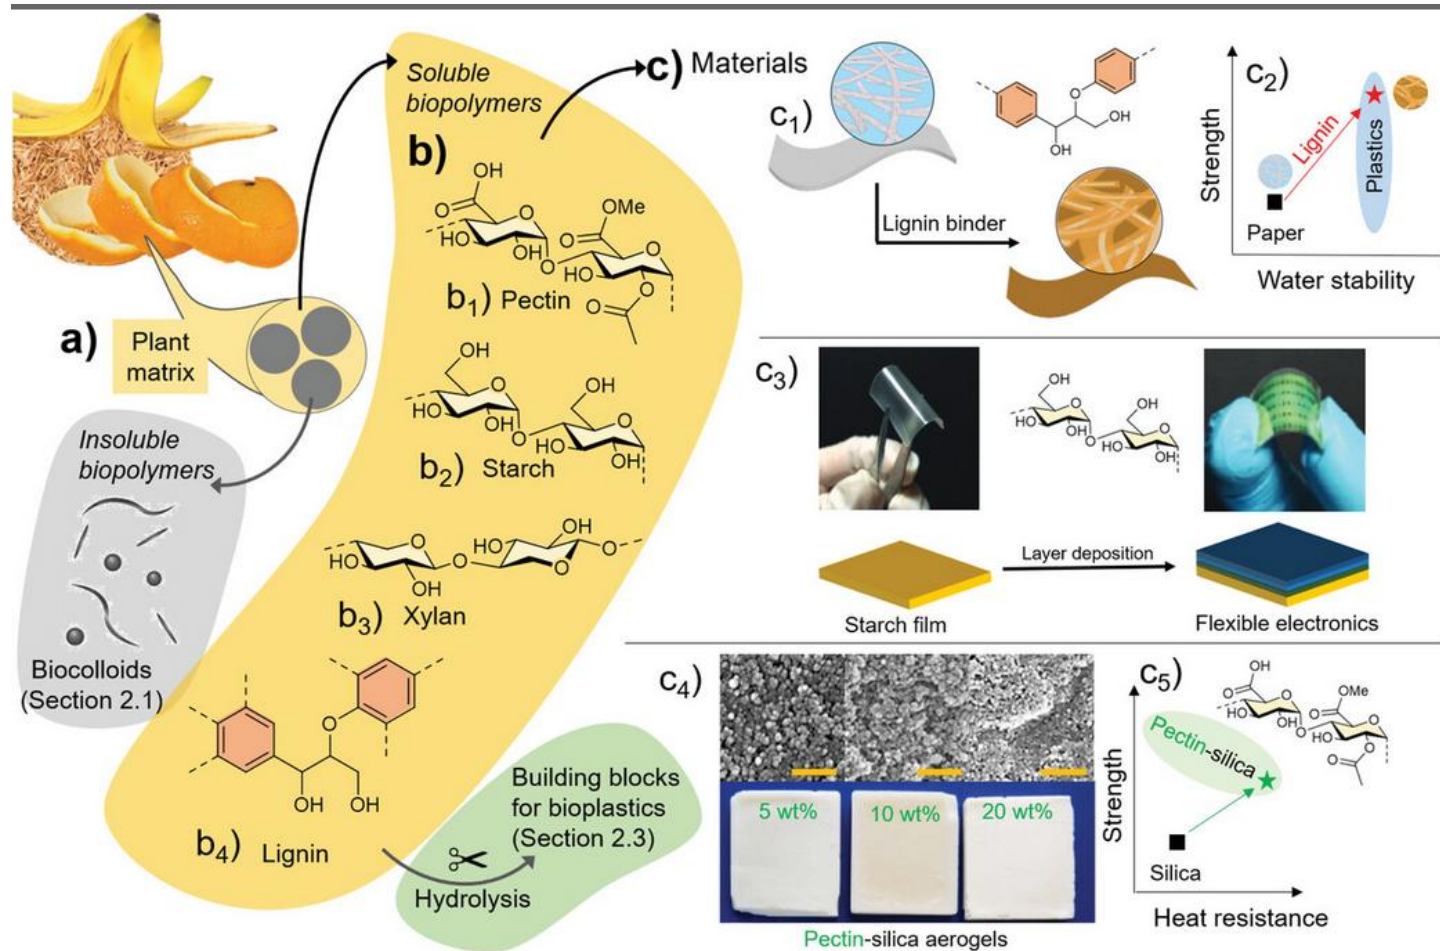 a)
Plant
matrix
Insoluble
biopolymers
Biocolloids
(Section 2.1)
Soluble
biopolymers
b)
OH
O
O
OMe
HO
OH
O
O
O
HO
O
O
b1) Pectin
OH
O
HO
OH
O
OH
O
HO
OH
b2) Starch
O
HO
OH
O
HO
OH
O
O
b3) Xylan
O
OH
OH
b4) Lignin
Hydrolysis
Building blocks
for bioplastics
(Section 2.3)
c) Materials
c1)
O
OH
OH
Lignin binder
c2)
Strength
Lignin
Plastics
Paper
Water stability
c3)
OH
O
HO
OH
O
OH
O
HO
OH
Layer deposition
Starch film
Flexible electronics
c4)
5 wt%
10 wt%
20 wt%
Pectin-silica aerogels
c5)
OH
O
O
OMe
HO
OH
O
O
O
HO
O
O
Strength
Pectin-silica
Silica
Heat resistance